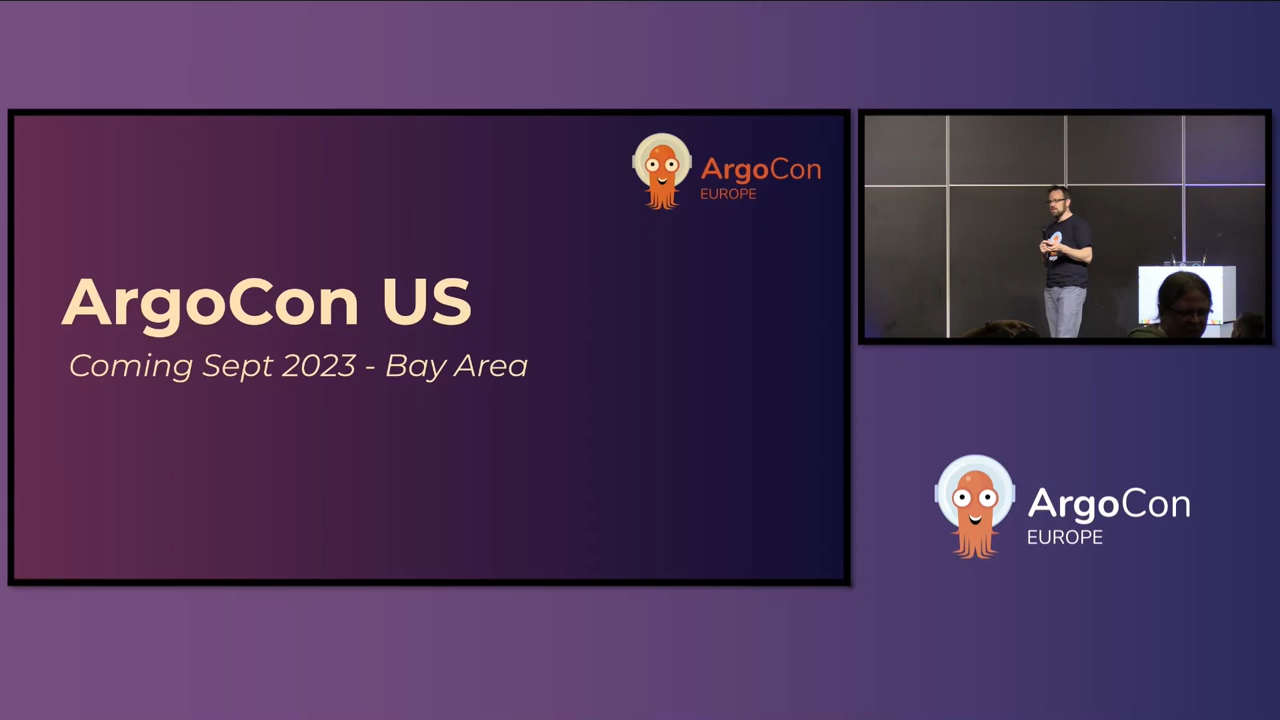 ArgoCon
EUROPE
ArgoCon US
Coming Sept 2023 - Bay Area
ArgoCon
EUROPE